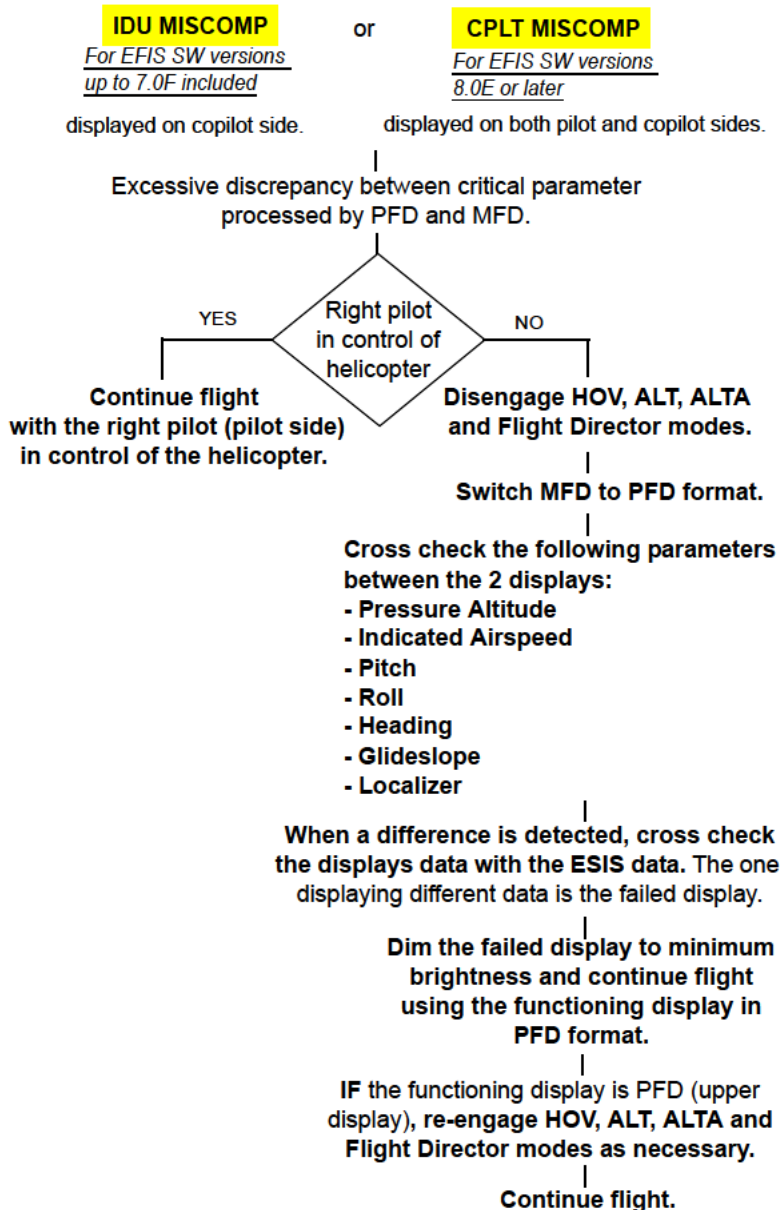 IDU MISCOMP or CPLT MISCOMP
For EFIS SW versions
up to 7.0F included
For EFIS SW versions
8.0E or later
displayed on copilot side.
displayed on both pilot and copilot sides.
Excessive discrepancy between critical parameter
processed by PFD and MFD.
Right pilot
in control of
helicopter
YES
NO
Continue flight
with the right pilot (pilot side)
in control of the helicopter.
Disengage HOV, ALT, ALTA
and Flight Director modes.
Switch MFD to PFD format.
Cross check the following parameters
between the 2 displays:
- Pressure Altitude
- Indicated Airspeed
- Pitch
- Roll
- Heading
- Glideslope
- Localizer
When a difference is detected, cross check
the displays data with the ESIS data. The one
displaying different data is the failed display.
Dim the failed display to minimum
brightness and continue flight
using the functioning display in
PFD format.
IF the functioning display is PFD (upper
display), re-engage HOV, ALT, ALTA and
Flight Director modes as necessary.
Continue flight.